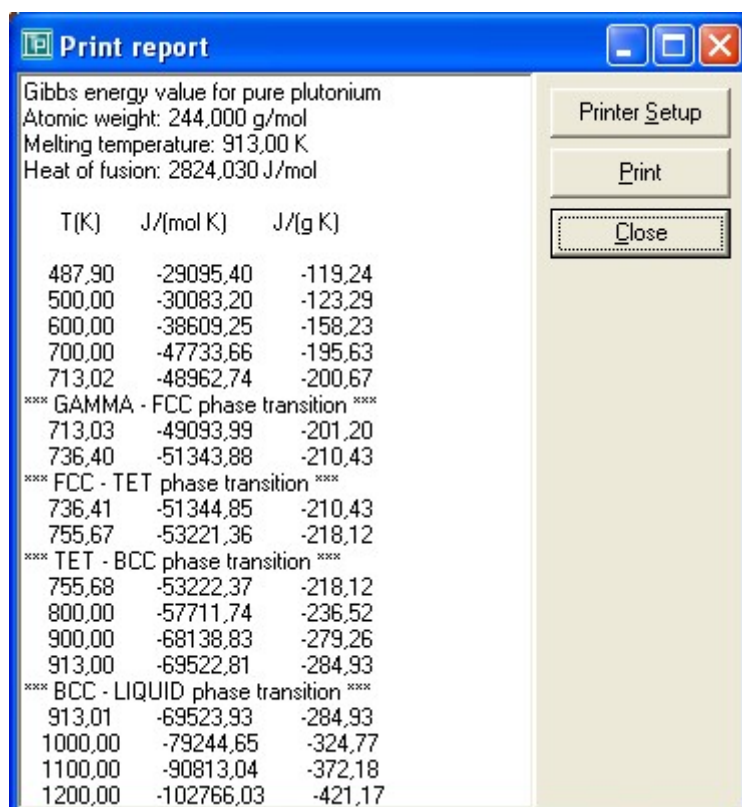 Print report
Gibbs energy value for pure plutonium
Atomic weight: 244,000 g/mol
Melting temperature: 913,00 K
Heat of fusion: 2824,030 J/mol
T(K) J/(mol K) J/(g K)
487,90 -29095,40 -119,24
500,00 -30083,20 -123,29
600,00 -38609,25 -158,23
700,00 -47733,66 -195,63
713,02 -48962,74 -200,67
*** GAMMA - FCC phase transition ***
713,03 -49093,99 -201,20
736,40 -51343,88 -210,43
*** FCC - TET phase transition ***
736,41 -51344,85 -210,43
755,67 -53221,36 -218,12
*** TET - BCC phase transition ***
755,68 -53222,37 -218,12
800,00 -57711,74 -236,52
900,00 -68138,83 -279,26
913,00 -69522,81 -284,93
*** BCC - LIQUID phase transition ***
913,01 -69523,93 -284,93
1000,00 -79244,65 -324,77
1100,00 -90813,04 -372,18
1200,00 -102766,03 -421,17
Printer Setup
Print
Close